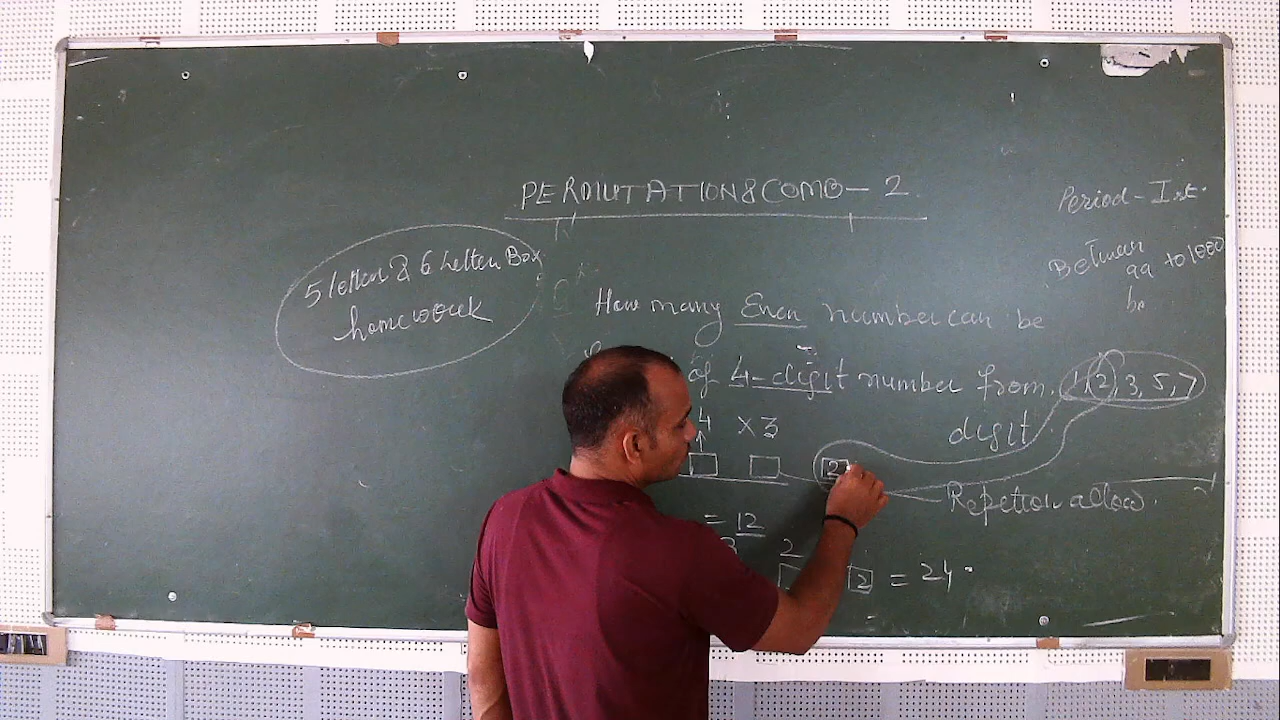 PERMUTATION & COMB - 2
Period - Ist
Between
99 to 1000
5 letter & 6 letter Box
homework
How many Even number can be
of 4-digit number from 1, 2, 3, 5, 7
digit
4 × 3
2
Repetion allow.
= 12
3 2
2 = 24